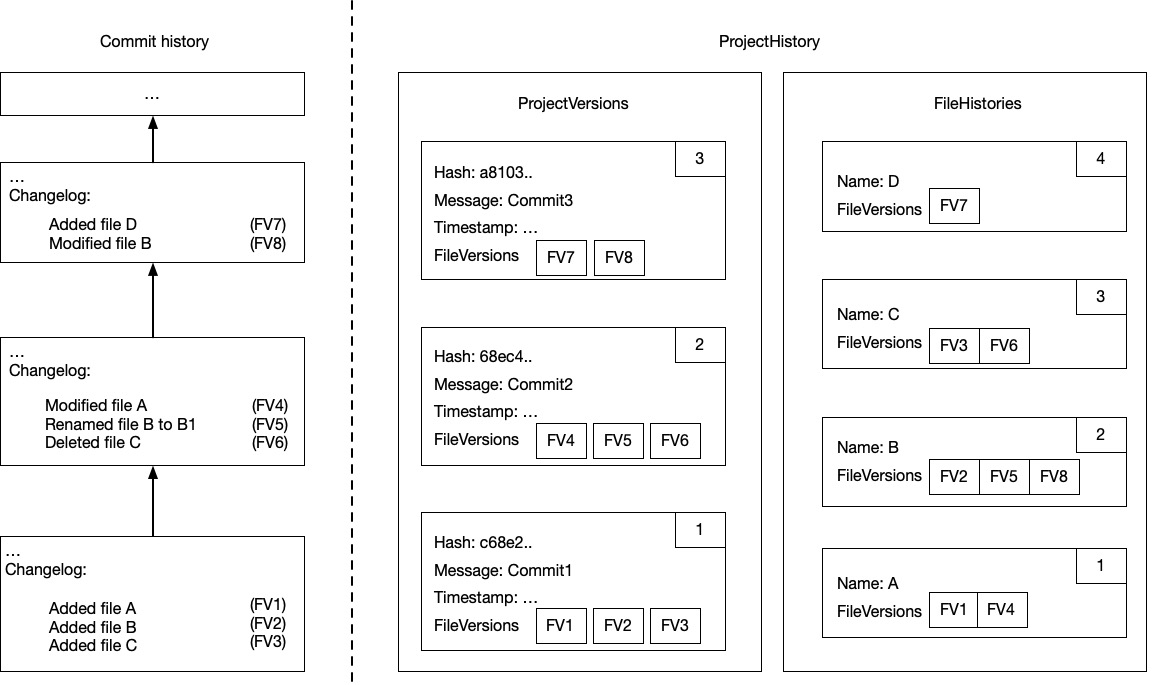 Commit history
...
...
Changelog:
Added file D (FV7)
Modified file B (FV8)
...
Changelog:
Modified file A (FV4)
Renamed file B to B1 (FV5)
Deleted file C (FV6)
...
Changelog:
Added file A (FV1)
Added file B (FV2)
Added file C (FV3)
ProjectHistory
ProjectVersions
3
Hash: a8103..
Message: Commit3
Timestamp: ...
FileVersions FV7 FV8
2
Hash: 68ec4..
Message: Commit2
Timestamp: ...
FileVersions FV4 FV5 FV6
1
Hash: c68e2..
Message: Commit1
Timestamp: ...
FileVersions FV1 FV2 FV3
FileHistories
4
Name: D
FileVersions FV7
3
Name: C
FileVersions FV3 FV6
2
Name: B
FileVersions FV2 FV5 FV8
1
Name: A
FileVersions FV1 FV4